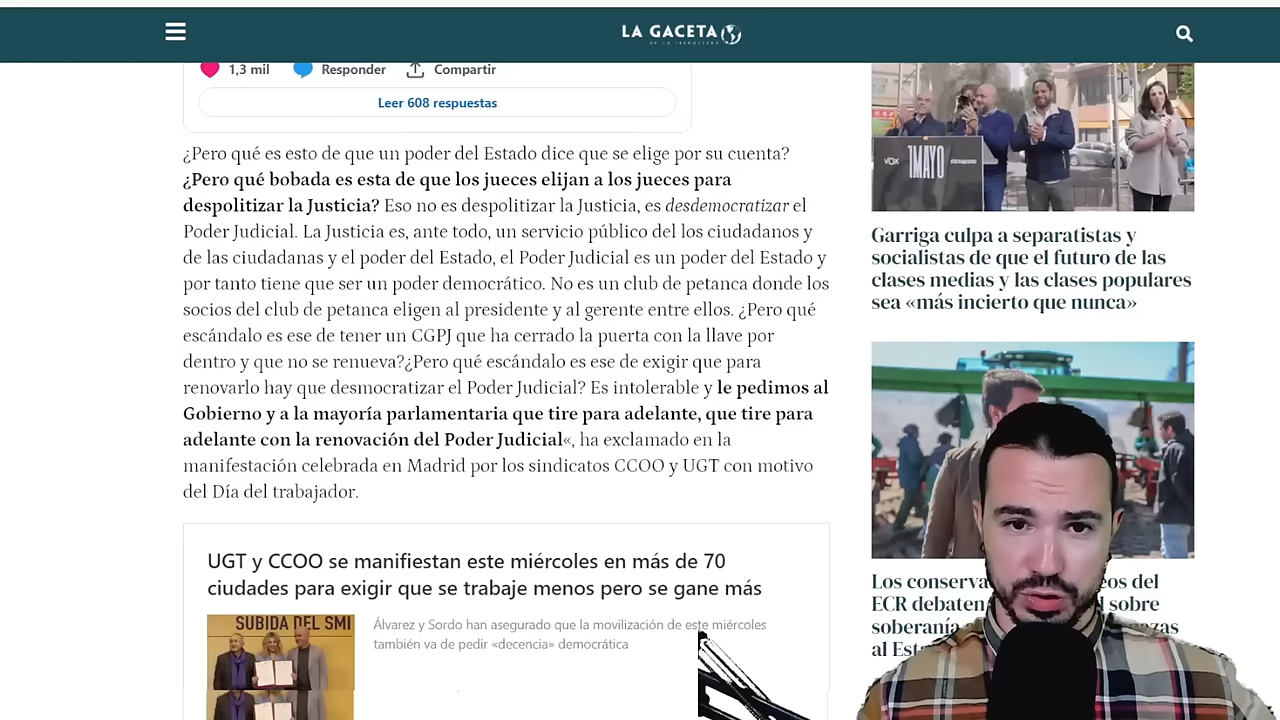 LA GACETA
DE LA IBEROSFERA
1,3 mil
Responder
Compartir
Leer 608 respuestas
¿Pero qué es esto de que un poder del Estado dice que se elige por su cuenta?
¿Pero qué bobada es esta de que los jueces elijan a los jueces para
despolitizar la Justicia? Eso no es despolitizar la Justicia, es desdemocratizar el
Poder Judicial. La Justicia es, ante todo, un servicio público del los ciudadanos y
de las ciudadanas y el poder del Estado, el Poder Judicial es un poder del Estado y
por tanto tiene que ser un poder democrático. No es un club de petanca donde los
socios del club de petanca eligen al presidente y al gerente entre ellos. ¿Pero qué
escándalo es ese de tener un CGPJ que ha cerrado la puerta con la llave por
dentro y que no se renueva?¿Pero qué escándalo es ese de exigir que para
renovarlo hay que desmocratizar el Poder Judicial? Es intolerable y le pedimos al
Gobierno y a la mayoría parlamentaria que tire para adelante, que tire para
adelante con la renovación del Poder Judicial«, ha exclamado en la
manifestación celebrada en Madrid por los sindicatos CCOO y UGT con motivo
del Día del trabajador.
UGT y CCOO se manifiestan este miércoles en más de 70
ciudades para exigir que se trabaje menos pero se gane más
SUBIDA DEL SMI
Álvarez y Sordo han asegurado que la movilización de este miércoles
también va de pedir «decencia» democrática
VOX
1MAYO
Garriga culpa a separatistas y
socialistas de que el futuro de las
clases medias y las clases populares
sea «más incierto que nunca»
Los conserva eos del
ECR debaten sobre
soberanía azas
al Est